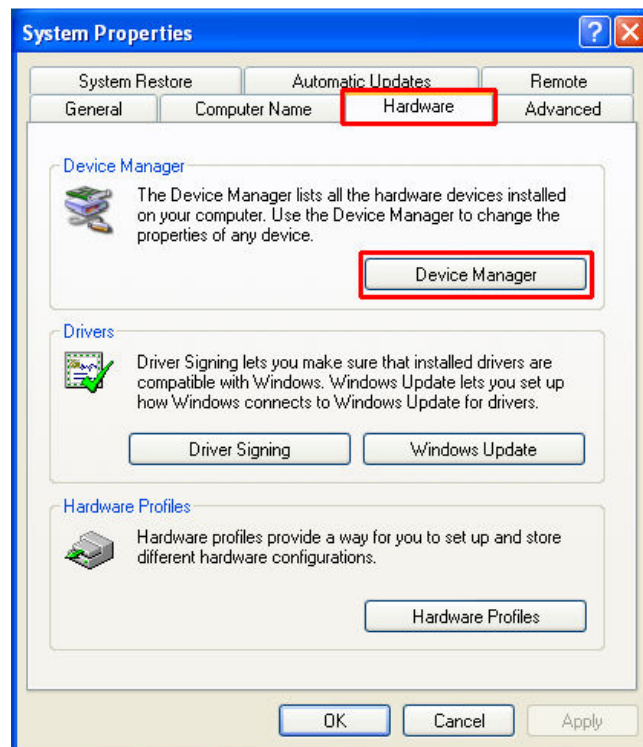 System Properties
System Restore Automatic Updates Remote
General Computer Name Hardware Advanced
Device Manager
The Device Manager lists all the hardware devices installed
on your computer. Use the Device Manager to change the
properties of any device.
Device Manager
Drivers
Driver Signing lets you make sure that installed drivers are
compatible with Windows. Windows Update lets you set up
how Windows connects to Windows Update for drivers.
Driver Signing Windows Update
Hardware Profiles
Hardware profiles provide a way for you to set up and store
different hardware configurations.
Hardware Profiles
OK Cancel Apply